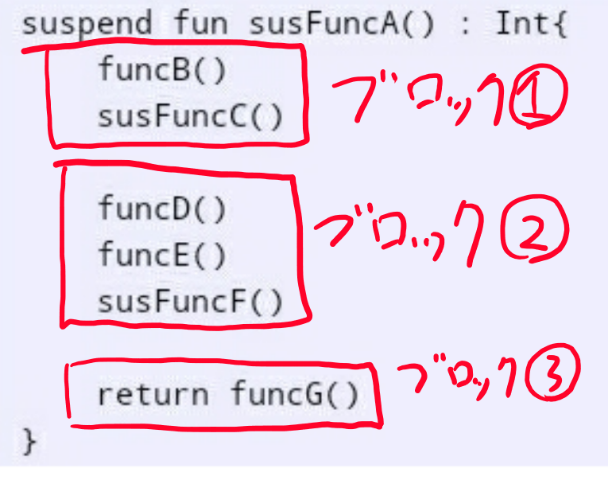 suspend fun susFuncA() : Int{
funcB()
susFuncC()
ブロック①
funcD()
funcE()
susFuncF()
ブロック②
return funcG()
ブロック③
}